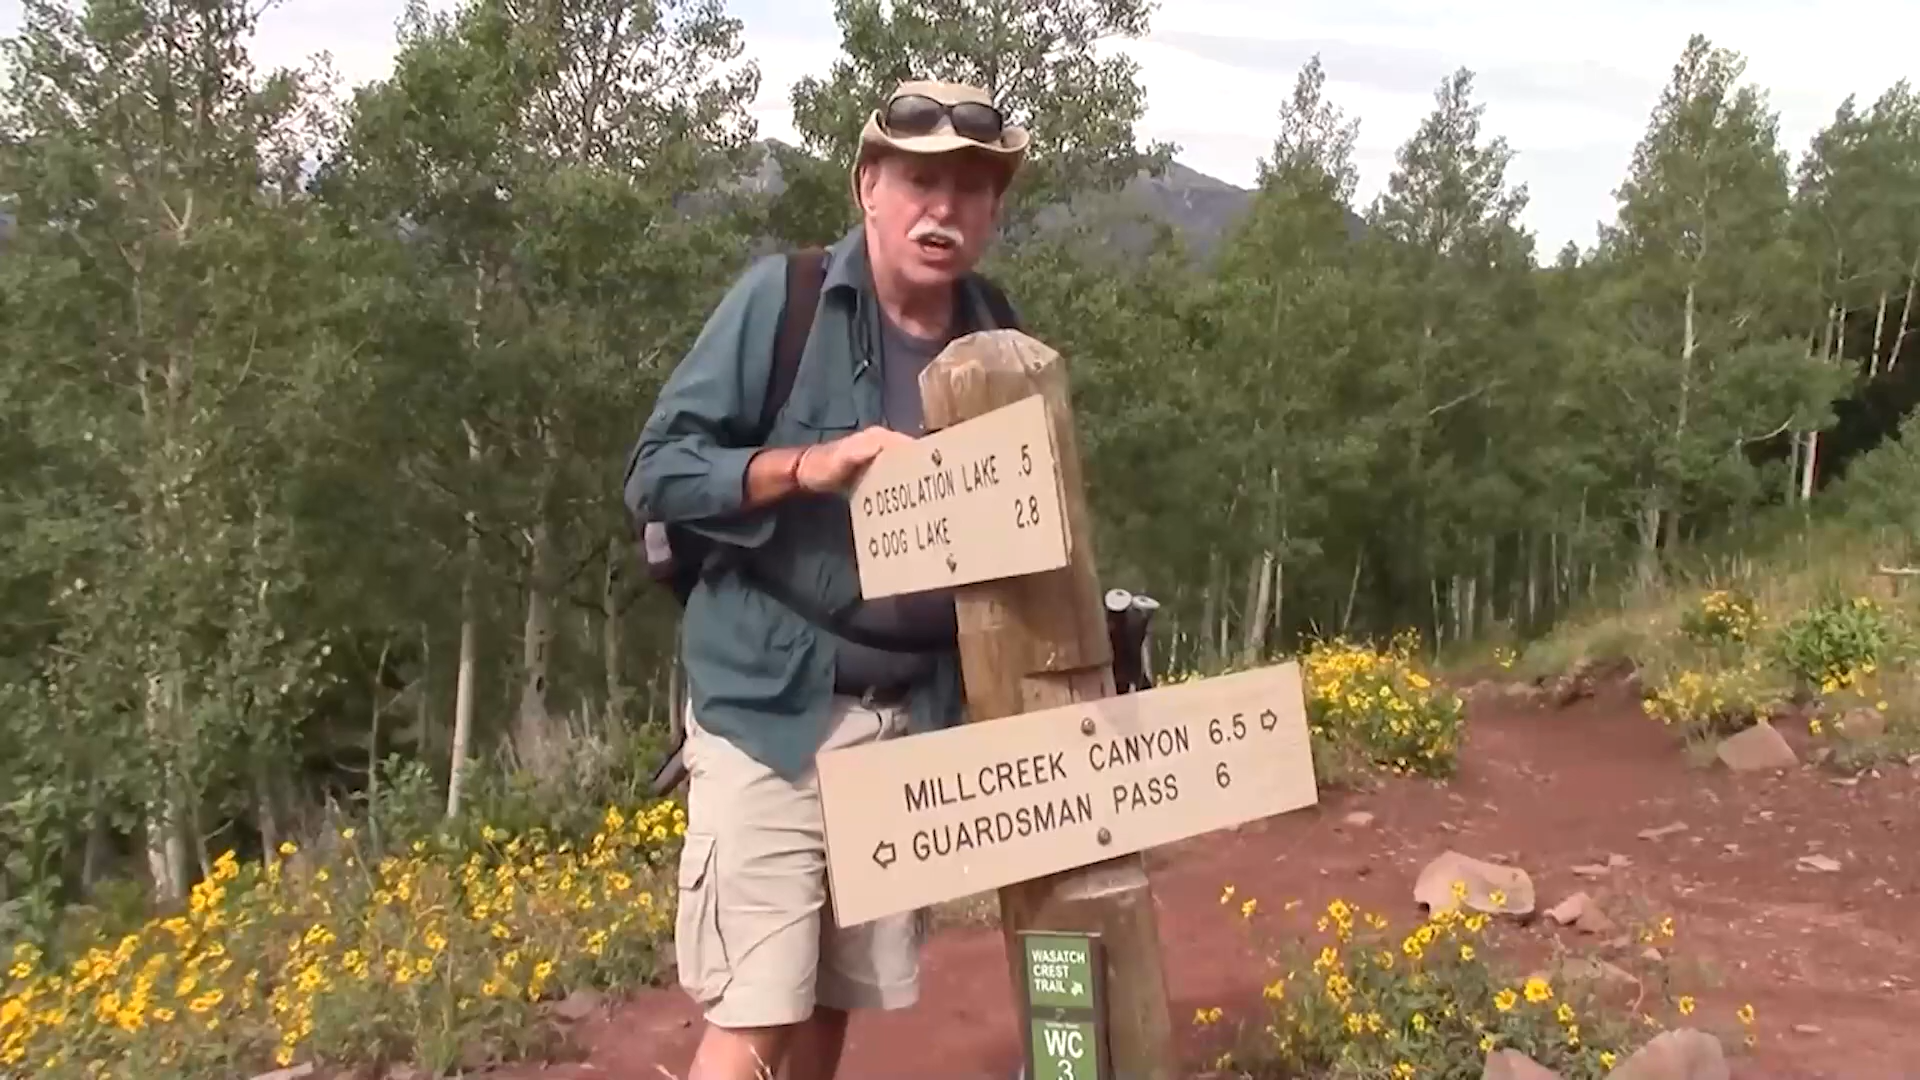 ⇦ DESOLATION LAKE .5
⇦ DOG LAKE 2.8
MILLCREEK CANYON 6.5 ⇨
⇦ GUARDSMAN PASS 6
WASATCH
CREST
TRAIL
WC
3